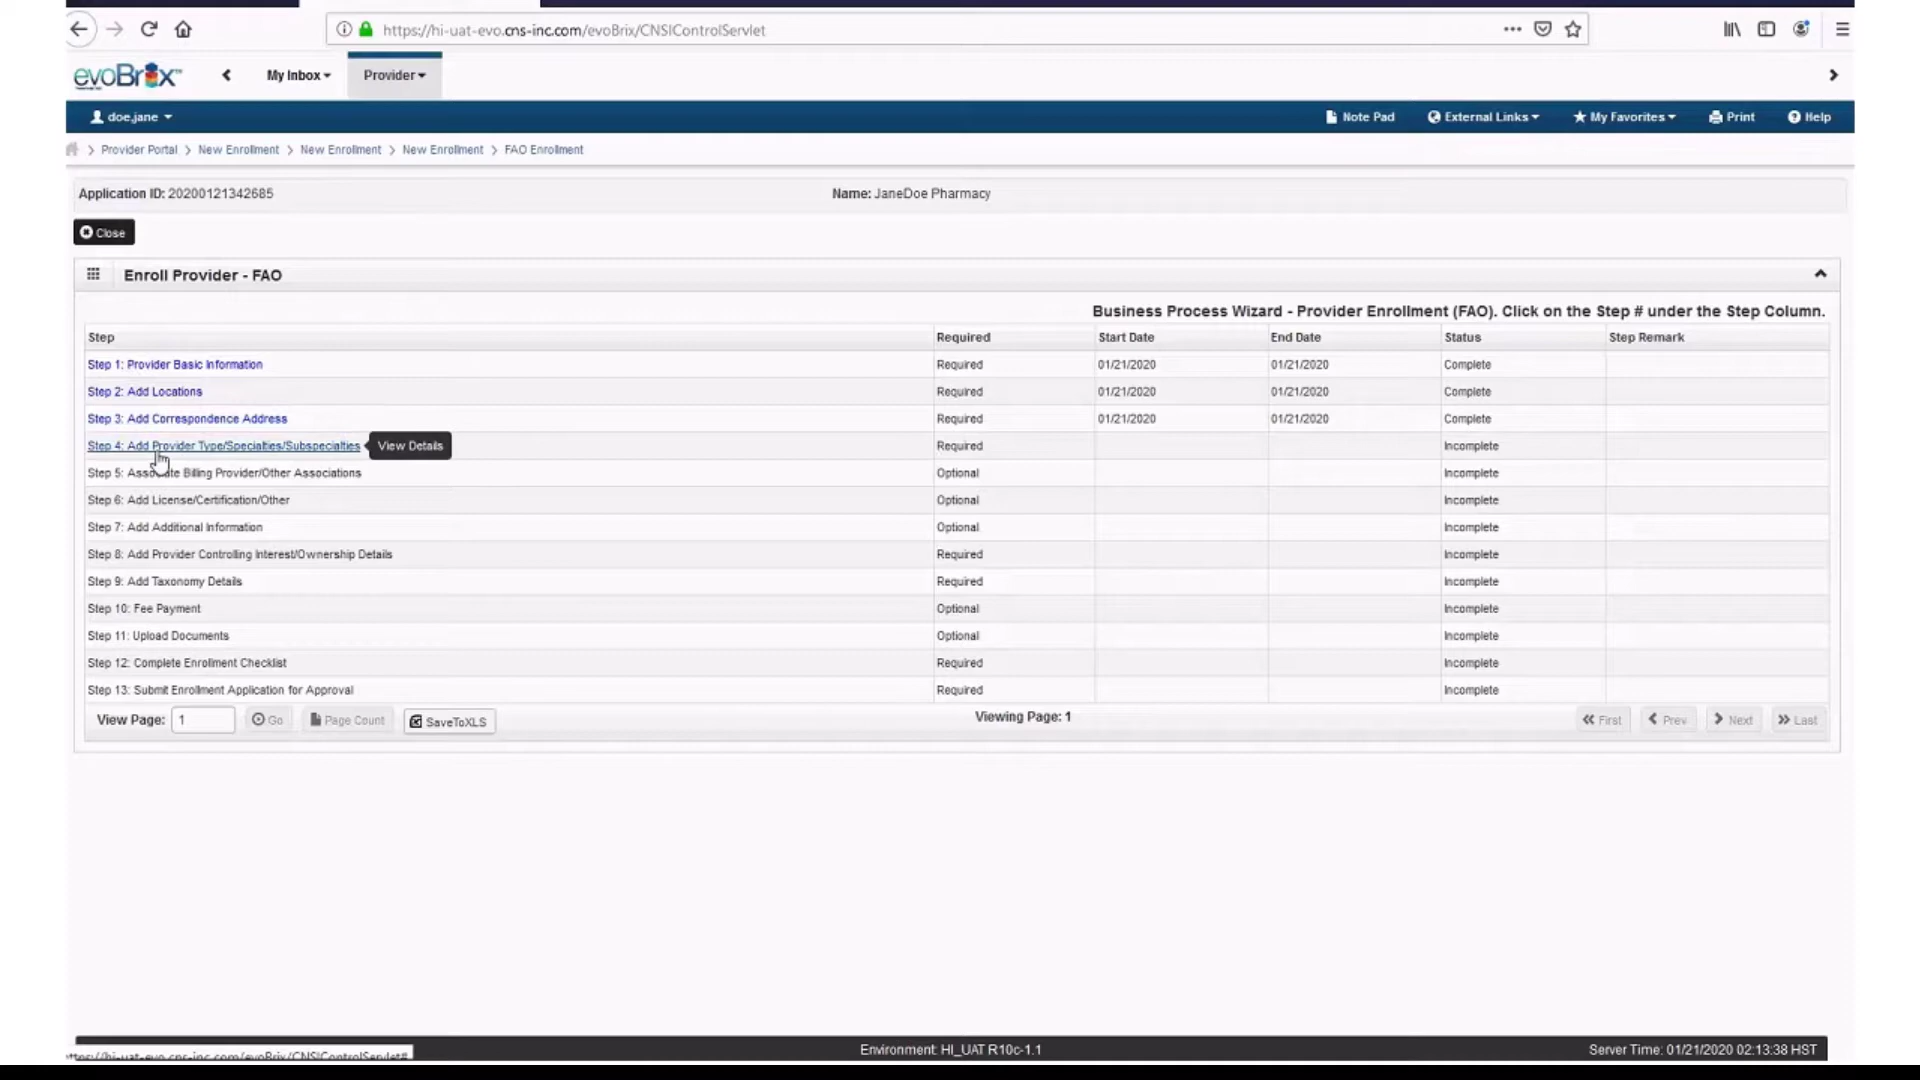 https://hi-uat-evo.cns-inc.com/evoBrix/CNSIControlServlet
evoBrix
My Inbox
Provider
doe,jane
Note Pad
External Links
My Favorites
Print
Help
> Provider Portal > New Enrollment > New Enrollment > New Enrollment > FAO Enrollment
Application ID: 20200121342685
Name: JaneDoe Pharmacy
Close
Enroll Provider - FAO
Business Process Wizard - Provider Enrollment (FAO). Click on the Step # under the Step Column.
Step Required Start Date End Date Status Step Remark
Step 1: Provider Basic Information Required 01/21/2020 01/21/2020 Complete
Step 2: Add Locations Required 01/21/2020 01/21/2020 Complete
Step 3: Add Correspondence Address Required 01/21/2020 01/21/2020 Complete
Step 4: Add Provider Type/Specialties/Subspecialties View Details Required Incomplete
Step 5: Associate Billing Provider/Other Associations Optional Incomplete
Step 6: Add License/Certification/Other Optional Incomplete
Step 7: Add Additional Information Optional Incomplete
Step 8: Add Provider Controlling Interest/Ownership Details Required Incomplete
Step 9: Add Taxonomy Details Required Incomplete
Step 10: Fee Payment Optional Incomplete
Step 11: Upload Documents Optional Incomplete
Step 12: Complete Enrollment Checklist Required Incomplete
Step 13: Submit Enrollment Application for Approval Required Incomplete
View Page: 1 Go Page Count SaveToXLS Viewing Page: 1 First Prev Next Last
Environment: HI_UAT R10c-1.1
Server Time: 01/21/2020 02:13:38 HST